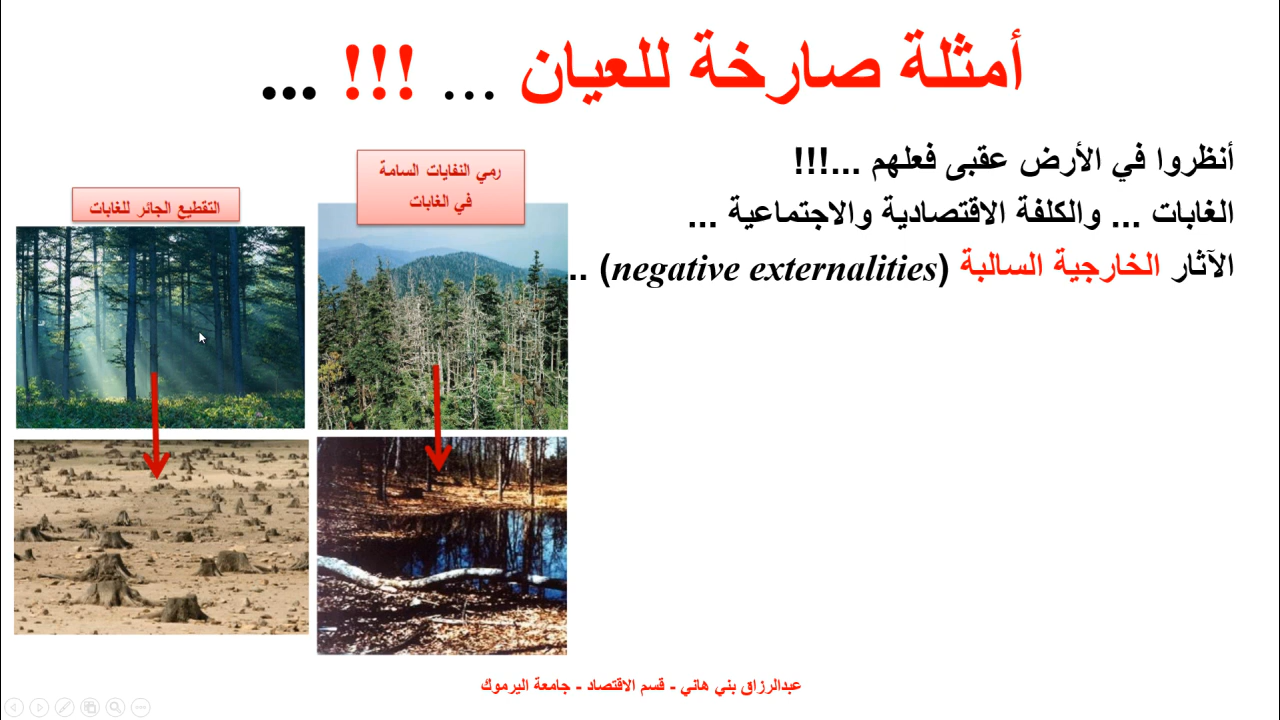 أمثلة صارخة للعيان ... !!! ...
أنظروا في الأرض عقبى فعلهم ...!!!
الغابات ... والكلفة الاقتصادية والاجتماعية ...
الآثار الخارجية السالبة (negative externalities) ..
رمي النفايات السامة
في الغابات
التقطيع الجائر للغابات
عبدالرزاق بني هاني - قسم الاقتصاد - جامعة اليرموك